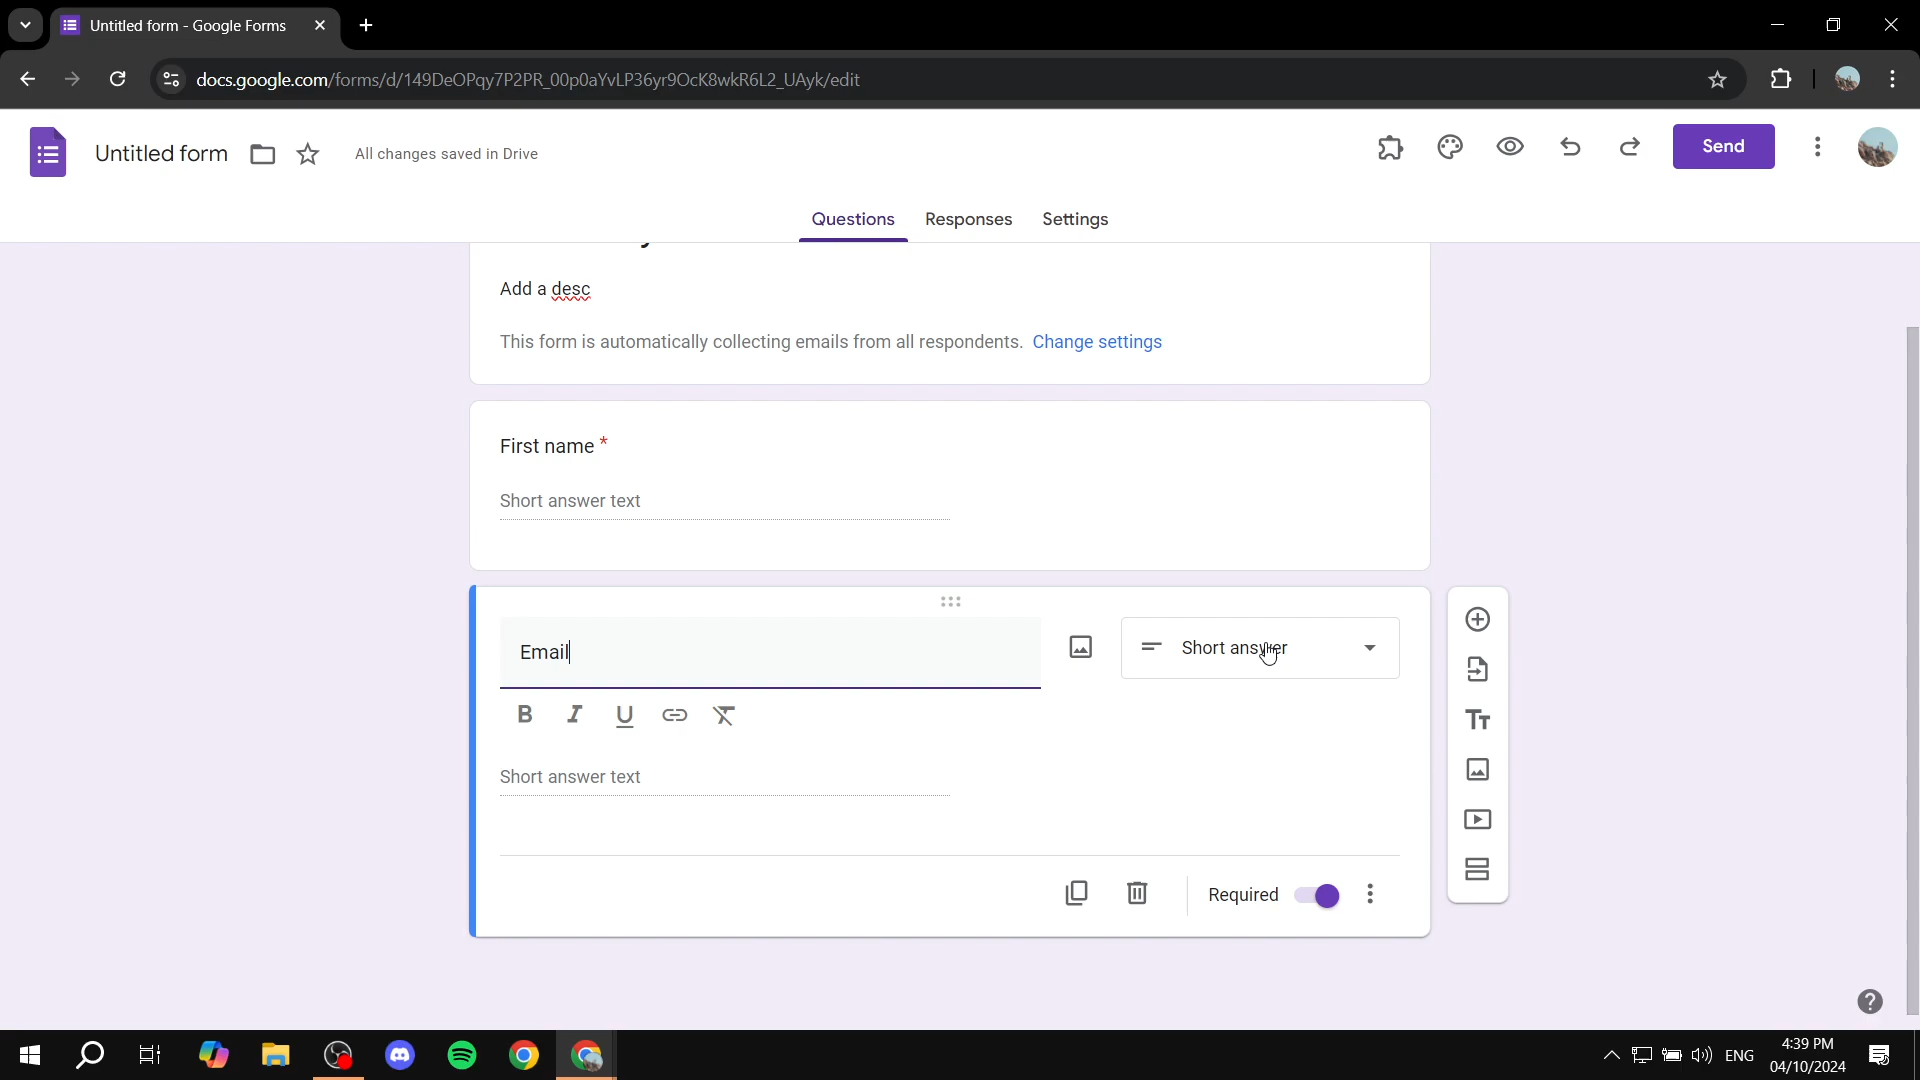 Untitled form - Google Forms
docs.google.com/forms/d/149DeOPqy7P2PR_00p0aYvLP36yr9OcK8wkR6L2_UAyk/edit
Untitled form
All changes saved in Drive
Send
Questions
Responses
Settings
Add a desc
This form is automatically collecting emails from all respondents. Change settings
First name *
Short answer text
Email
Short answer
B I U
Short answer text
Required
Tt
ENG
4:39 PM
04/10/2024